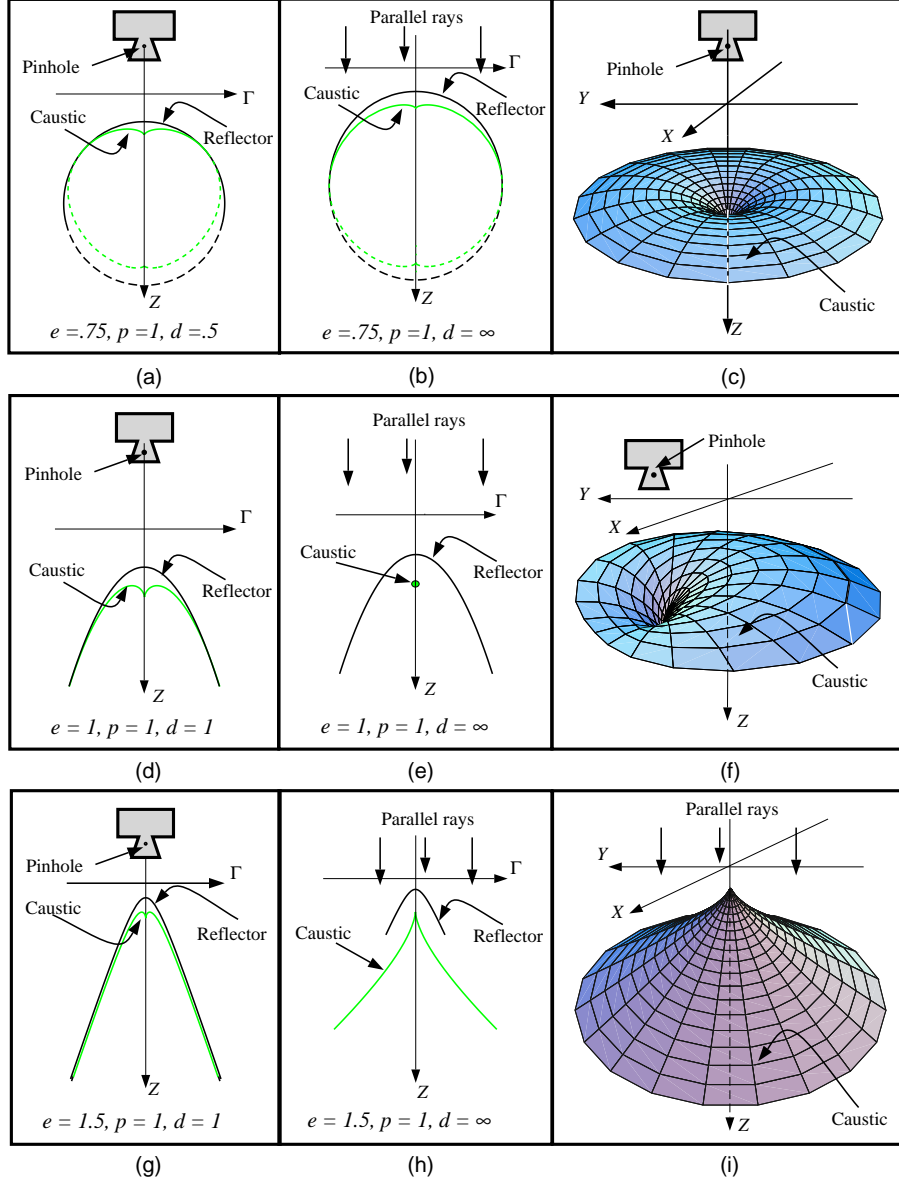 Pinhole
Γ
Caustic
Reflector
Z
e =.75, p =1, d =.5
(a)
Parallel rays
Γ
Caustic
Reflector
Z
e =.75, p =1, d = ∞
(b)
Pinhole
Y
X
Caustic
Z
(c)
Pinhole
Γ
Caustic
Reflector
Z
e = 1, p = 1, d = 1
(d)
Parallel rays
Γ
Caustic
Reflector
Z
e = 1, p = 1, d = ∞
(e)
Pinhole
Y
X
Caustic
Z
(f)
Pinhole
Γ
Caustic
Reflector
Z
e = 1.5, p = 1, d = 1
(g)
Parallel rays
Γ
Reflector
Caustic
Z
e = 1.5, p = 1, d = ∞
(h)
Parallel rays
Y
X
Caustic
Z
(i)